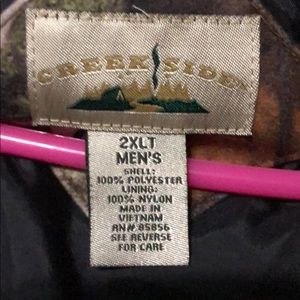 CREEK SIDE
2XLT
MEN'S
SHELL:
100% POLYESTER
LINING:
100% NYLON
MADE IN
VIETNAM
RN# 85856
SEE REVERSE
FOR CARE